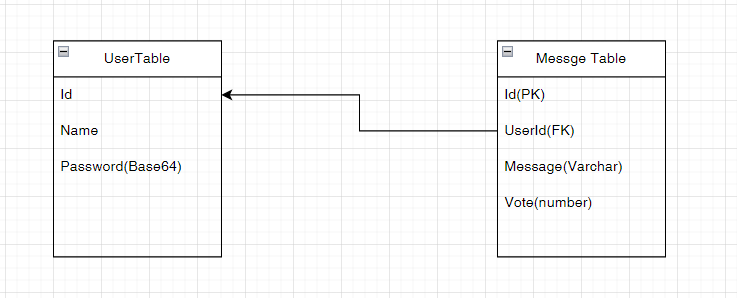 UserTable
Id
Name
Password(Base64)
Messge Table
Id(PK)
UserId(FK)
Message(Varchar)
Vote(number)